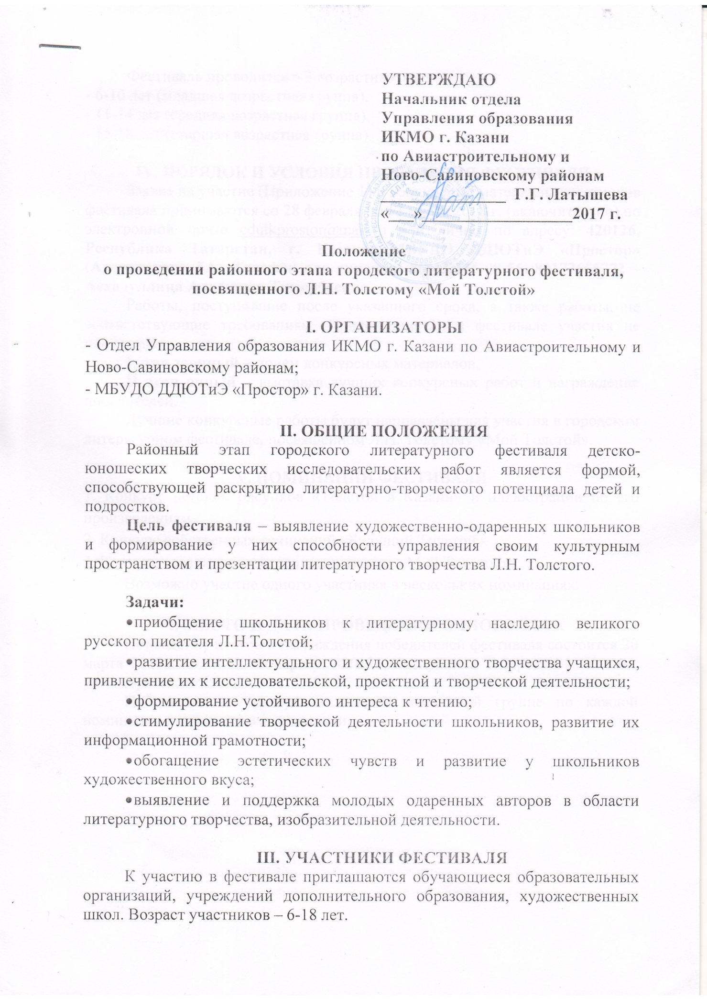 УТВЕРЖДАЮ
Начальник отдела
Управления образования
ИКМО г. Казани
по Авиастроительному и
Ново-Савиновскому районам
_______________ Г.Г. Латышева
«___»__________________2017 г.
Положение
о проведении районного этапа городского литературного фестиваля,
посвященного Л.Н. Толстому «Мой Толстой»
I. ОРГАНИЗАТОРЫ
- Отдел Управления образования ИКМО г. Казани по Авиастроительному и
Ново-Савиновскому районам;
- МБУДО ДДЮТиЭ «Простор» г. Казани.
II. ОБЩИЕ ПОЛОЖЕНИЯ
Районный этап городского литературного фестиваля детско-
юношеских творческих исследовательских работ является формой,
способствующей раскрытию литературно-творческого потенциала детей и
подростков.
Цель фестиваля – выявление художественно-одаренных школьников
и формирование у них способности управления своим культурным
пространством и презентации литературного творчества Л.Н. Толстого.
Задачи:
•приобщение школьников к литературному наследию великого
русского писателя Л.Н.Толстой;
•развитие интеллектуального и художественного творчества учащихся,
привлечение их к исследовательской, проектной и творческой деятельности;
•формирование устойчивого интереса к чтению;
•стимулирование творческой деятельности школьников, развитие их
информационной грамотности;
•обогащение эстетических чувств и развитие у школьников
художественного вкуса;
•выявление и поддержка молодых одаренных авторов в области
литературного творчества, изобразительной деятельности.
III. УЧАСТНИКИ ФЕСТИВАЛЯ
К участию в фестивале приглашаются обучающиеся образовательных
организаций, учреждений дополнительного образования, художественных
школ. Возраст участников – 6-18 лет.